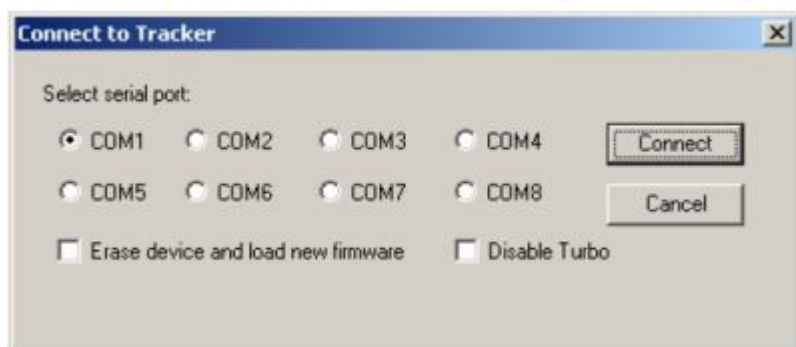 Connect to Tracker
Select serial port:
COM1 COM2 COM3 COM4 Connect
COM5 COM6 COM7 COM8 Cancel
Erase device and load new firmware Disable Turbo